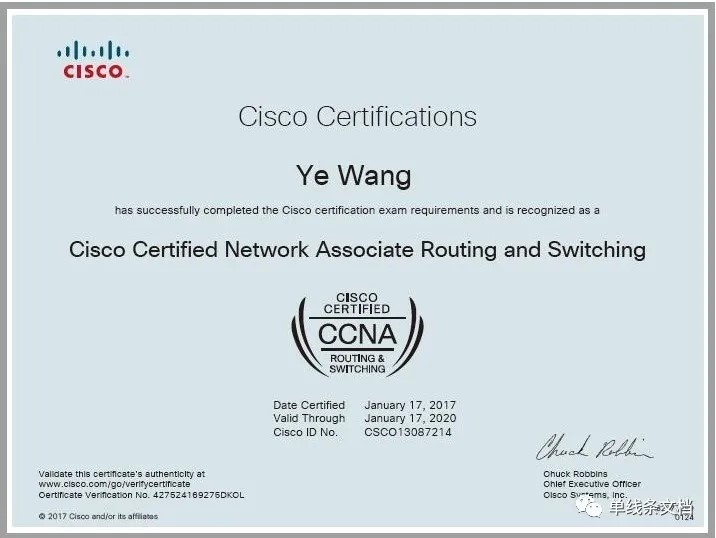 CISCO
Cisco Certifications
Ye Wang
has successfully completed the Cisco certification exam requirements and is recognized as a
Cisco Certified Network Associate Routing and Switching
CISCO
CERTIFIED
CCNA
ROUTING &
SWITCHING
Date Certified January 17, 2017
Valid Through January 17, 2020
Cisco ID No. CSCO13087214
Chuck Robbins
Validate this certificate's authenticity at
www.cisco.com/go/verifycertificate
Certificate Verification No. 427524169275DKOL
Chuck Robbins
Chief Executive Officer
Cisco Systems, Inc.
© 2017 Cisco and/or its affiliates
单线条文档
0124